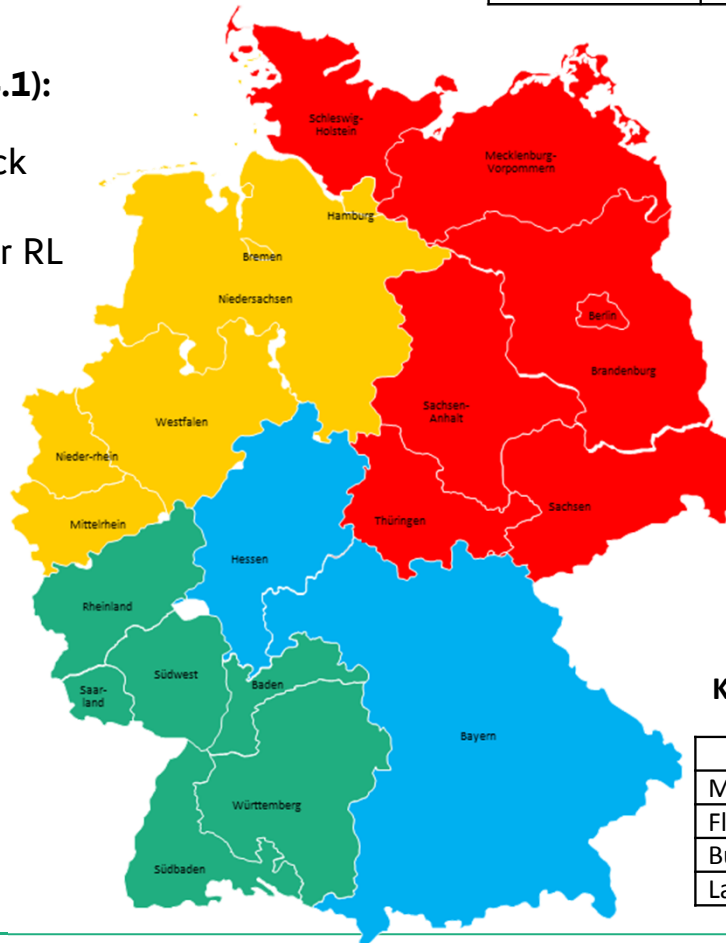 .1):
ck
r RL
Schleswig-
Holstein
Mecklenburg-
Vorpommern
Hamburg
Bremen
Niedersachsen
Berlin
Brandenburg
Sachsen-
Anhalt
Westfalen
Nieder-rhein
Mittelrhein
Thüringen
Sachsen
Hessen
Rheinland
Südwest
Saar-
land
Baden
Bayern
Württemberg
Südbaden
K
M
Fl
Bu
La